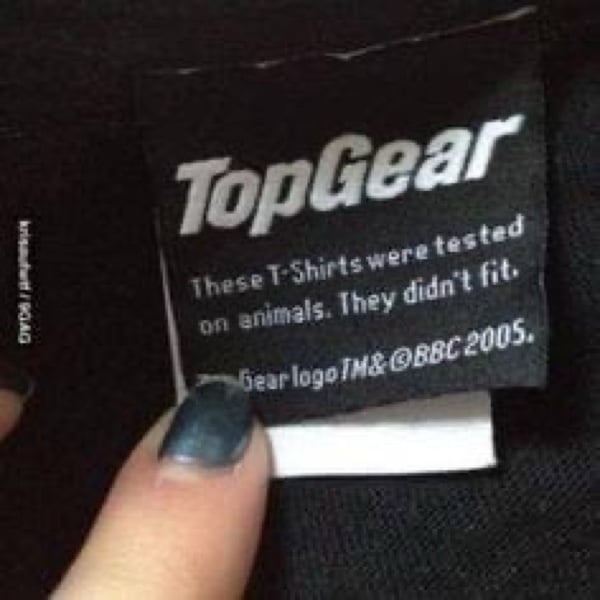 TopGear
These T-Shirts were tested
on animals. They didn't fit.
Gear logo TM & © BBC 2005.